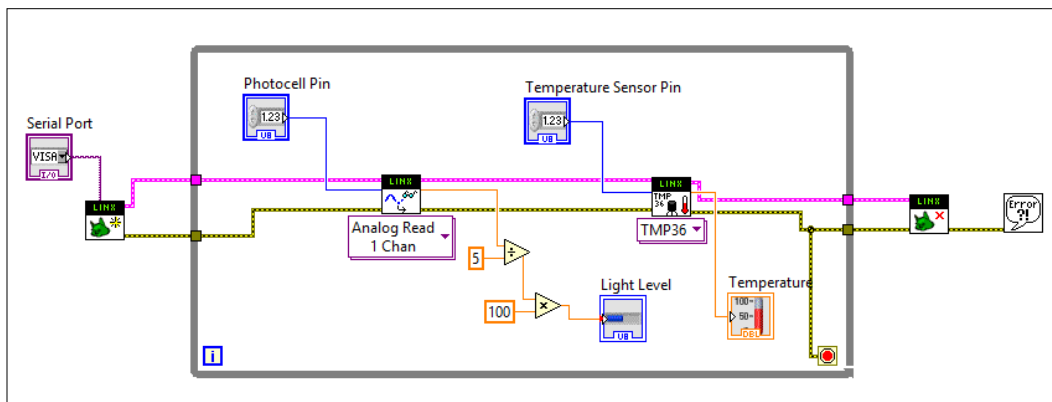 Photocell Pin
Temperature Sensor Pin
1.23
U8
1.23
U8
Serial Port
VISA
I/O
LINX
LINX
LINX
TMP
36
LINX
Error
?!
Analog Read
1 Chan
TMP36
5
÷
100
×
Light Level
U8
Temperature
100
50
DBL
i